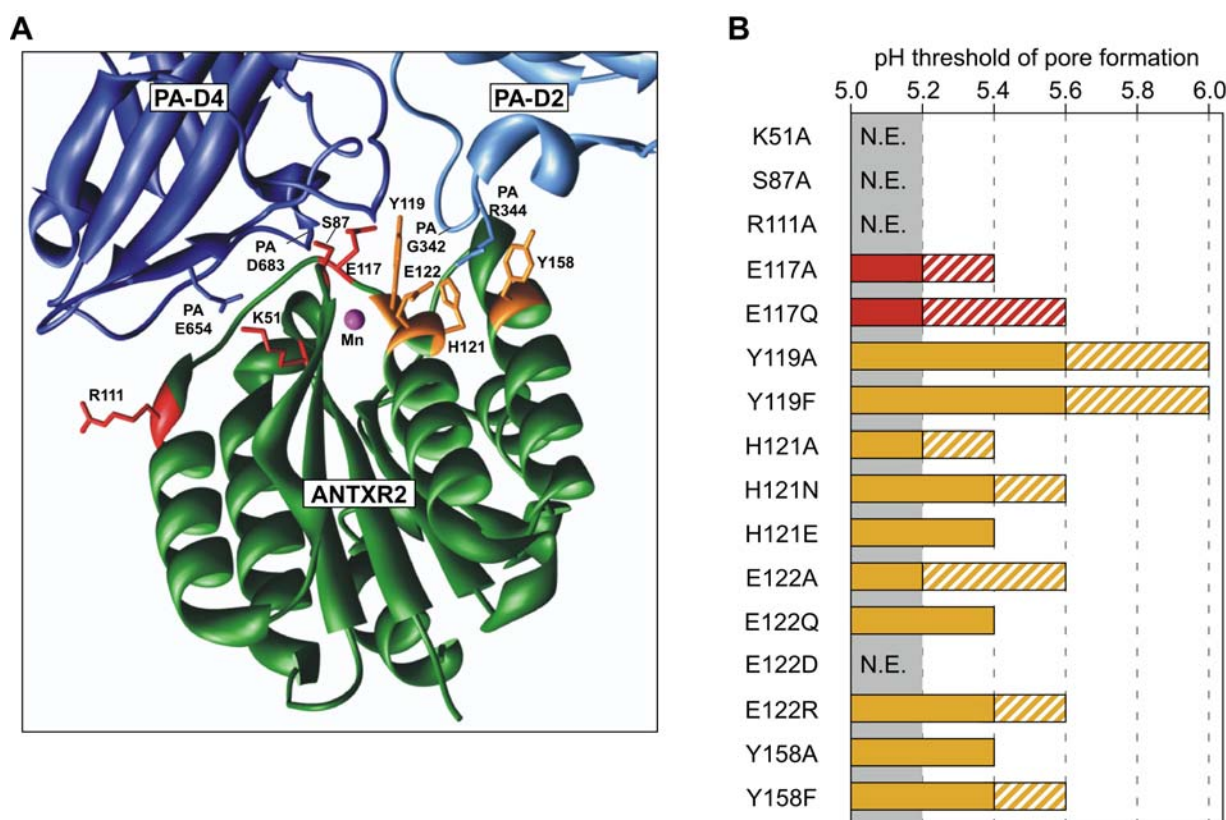 A
PA-D4
PA-D2
Y119
PA
R344
S87
PA
G342
PA
D683
E117
E122
Y158
PA
E654
K51
Mn
H121
R111
ANTXR2
B
pH threshold of pore formation
5.0 5.2 5.4 5.6 5.8 6.0
K51A N.E.
S87A N.E.
R111A N.E.
E117A
E117Q
Y119A
Y119F
H121A
H121N
H121E
E122A
E122Q
E122D N.E.
E122R
Y158A
Y158F